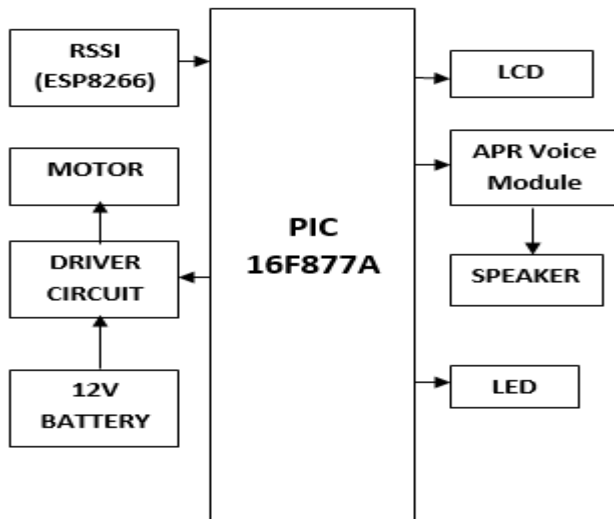 RSSI
(ESP8266)
MOTOR
DRIVER
CIRCUIT
12V
BATTERY
PIC
16F877A
LCD
APR Voice
Module
SPEAKER
LED